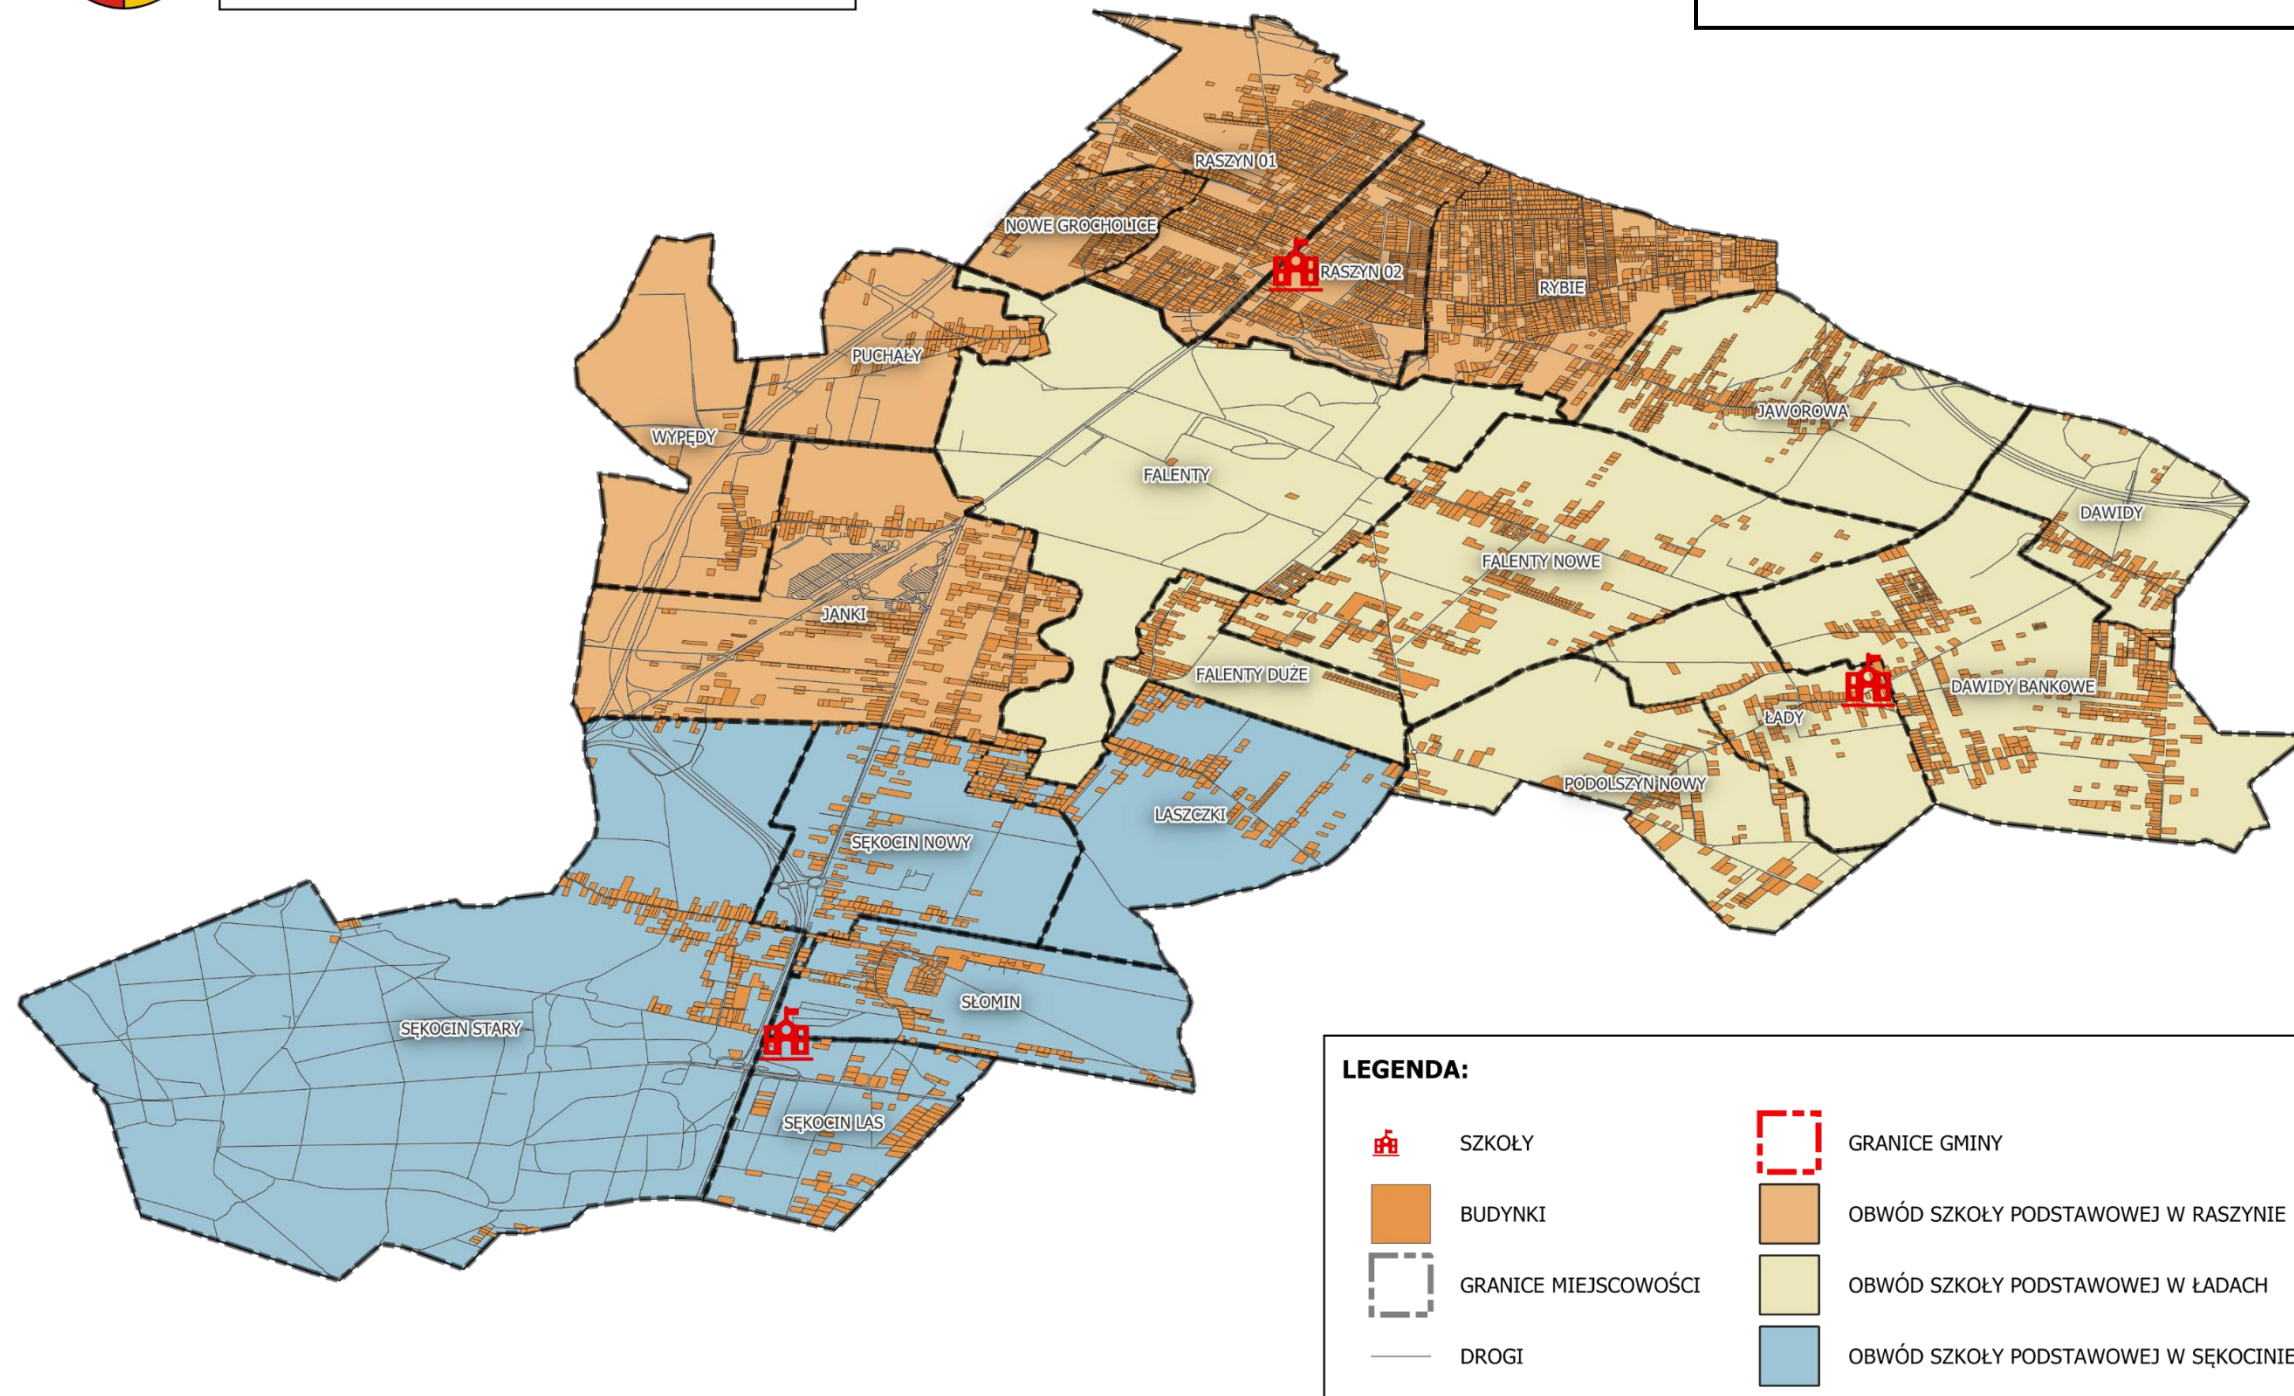 RASZYN 01
NOWE GROCHOLICE
RASZYN 02
RYBIE
PUCHAŁY
JAWOROWA
WYPĘDY
FALENTY
DAWIDY
FALENTY NOWE
JANKI
FALENTY DUŻE
DAWIDY BANKOWE
ŁADY
PODOLSZYN NOWY
LASZCZKI
SĘKOCIN NOWY
SŁOMIN
SĘKOCIN STARY
SĘKOCIN LAS
LEGENDA:
SZKOŁY
GRANICE GMINY
BUDYNKI
OBWÓD SZKOŁY PODSTAWOWEJ W RASZYNIE
GRANICE MIEJSCOWOŚCI
OBWÓD SZKOŁY PODSTAWOWEJ W ŁADACH
DROGI
OBWÓD SZKOŁY PODSTAWOWEJ W SĘKOCINIE